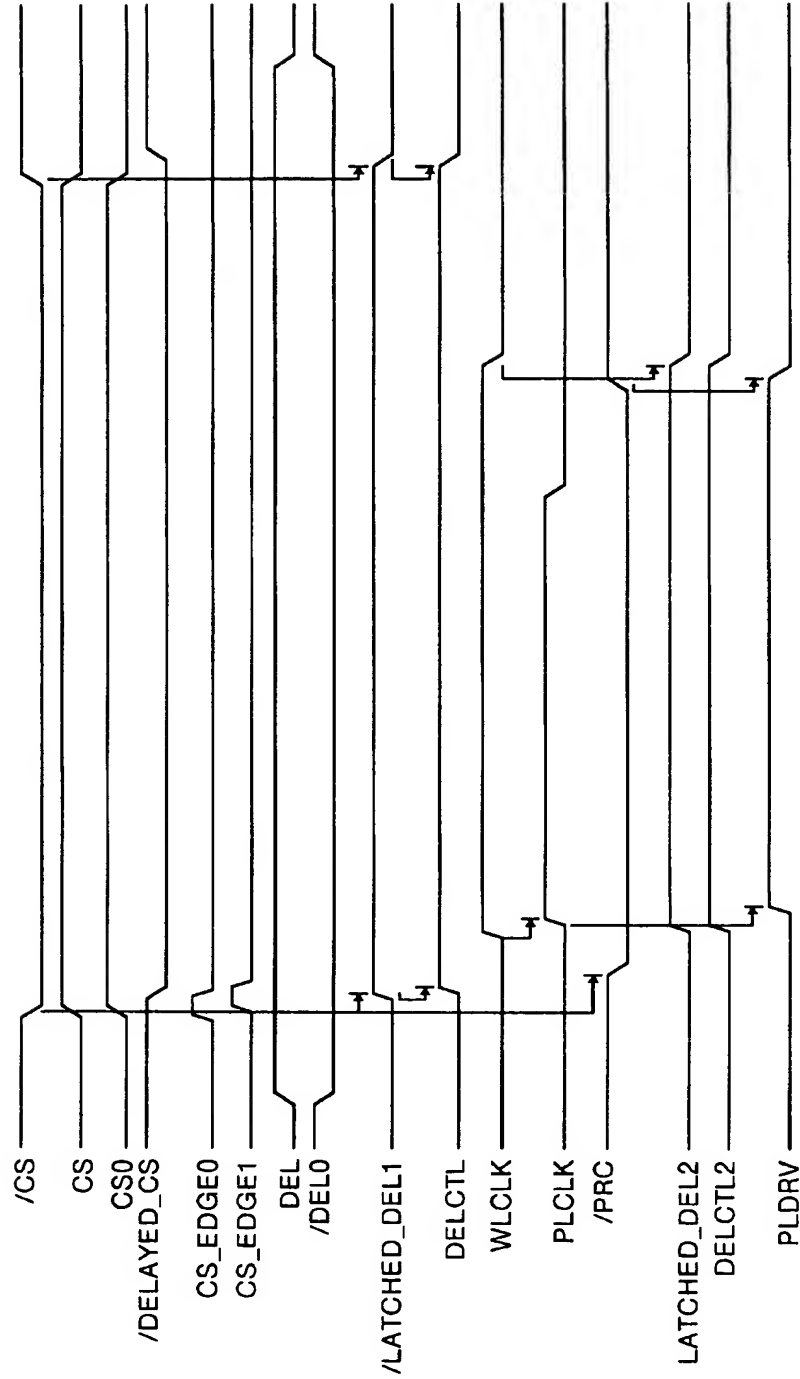 /CS
CS
CS0
/DELAYED_CS
CS_EDGE0
CS_EDGE1
DEL
/DEL0
/LATCHED_DEL1
DELCTL
WLCLK
PLCLK
/PRC
LATCHED_DEL2
DELCTL2
PLDRV